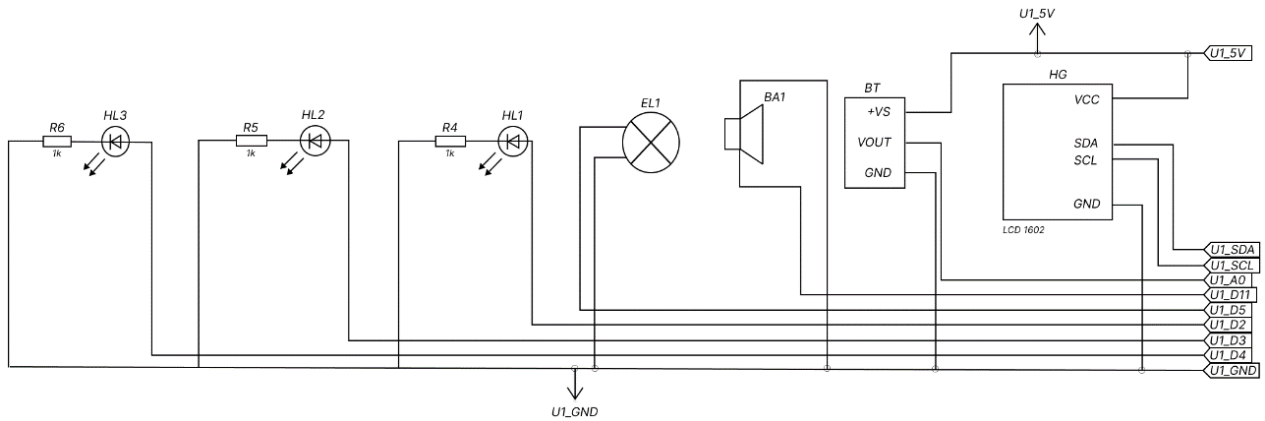 U1_5V
U1_5V
HG
VCC
SDA
SCL
GND
LCD 1602
BT
+VS
VOUT
GND
BA1
EL1
HL1
R4
1k
HL2
R5
1k
HL3
R6
1k
U1_SDA
U1_SCL
U1_A0
U1_D11
U1_D5
U1_D2
U1_D3
U1_D4
U1_GND
U1_GND